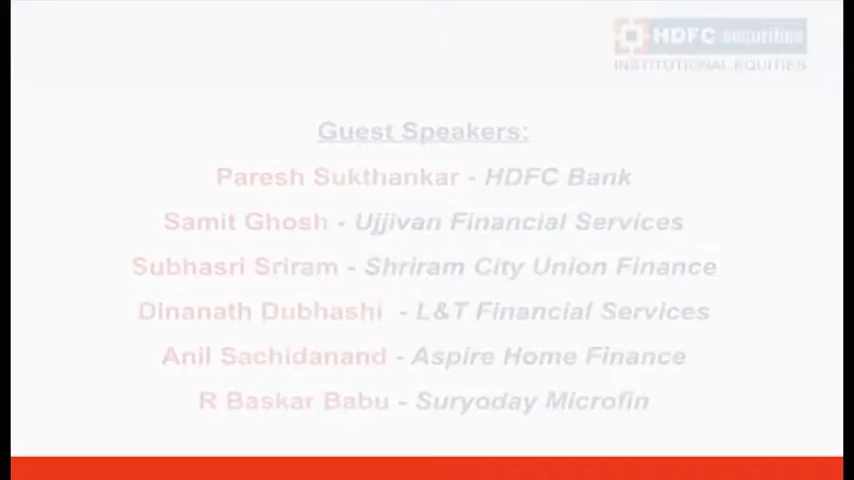 HDFC securities
INSTITUTIONAL EQUITIES
Guest Speakers:
Paresh Sukthankar - HDFC Bank
Samit Ghosh - Ujjivan Financial Services
Subhasri Sriram - Shriram City Union Finance
Dinanath Dubhashi - L&T Financial Services
Anil Sachidanand - Aspire Home Finance
R Baskar Babu - Suryoday Microfin